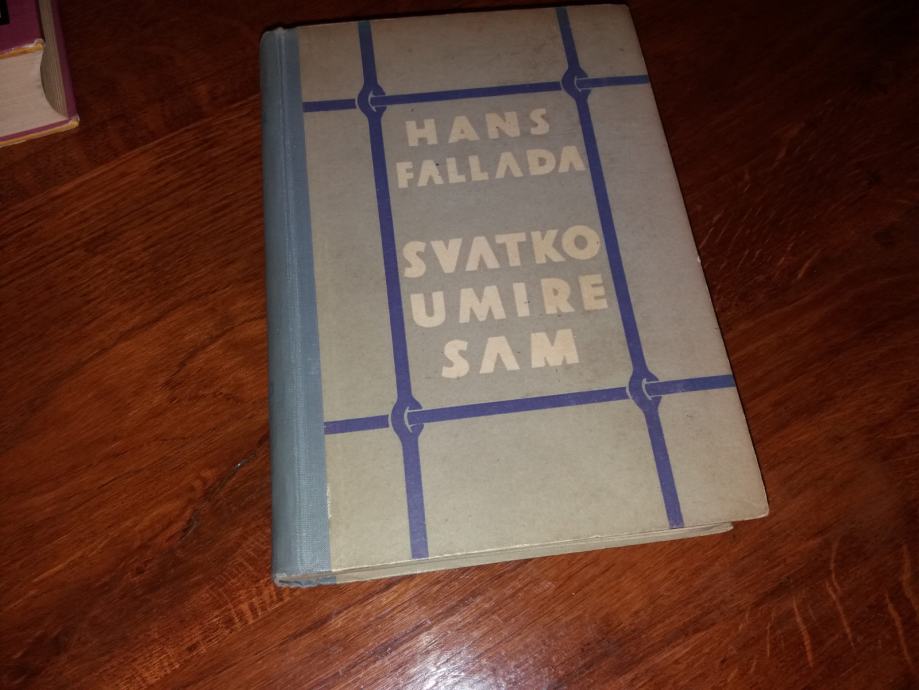 HANS
FALLADA
SVATKO
UMIRE
SAM